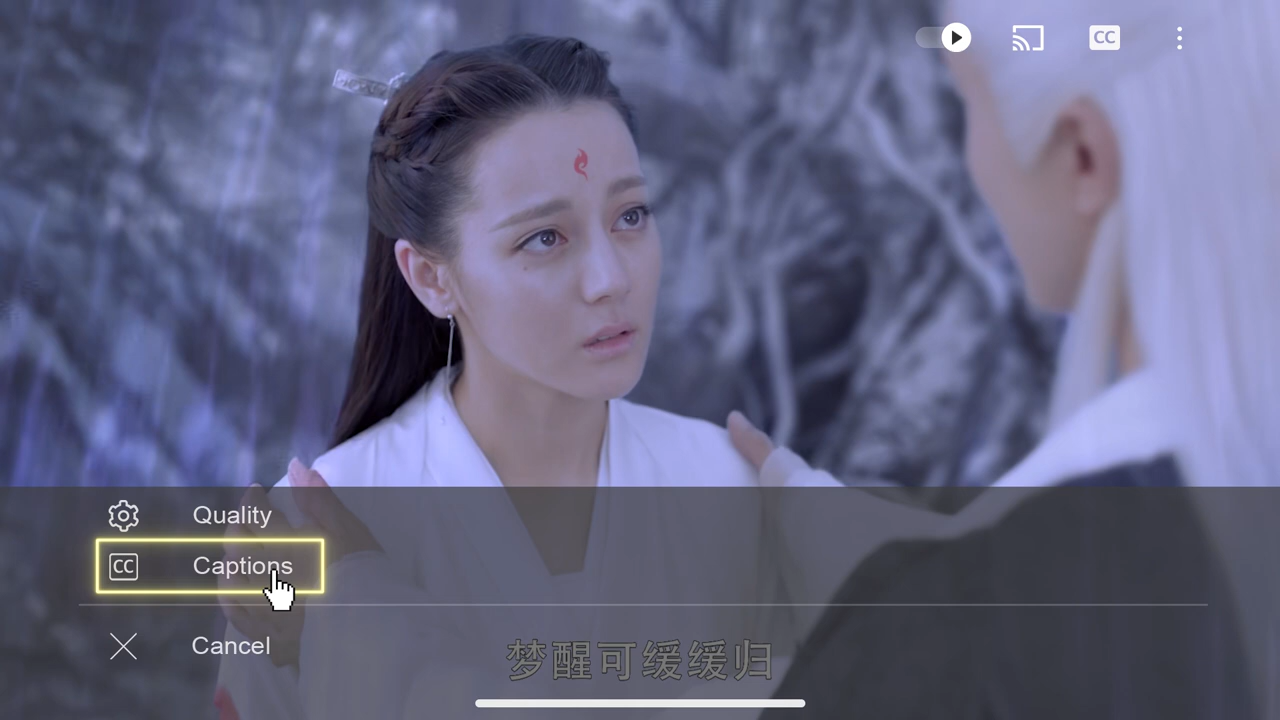 CC
Quality
CC
Captions
Cancel
梦醒可缓缓归